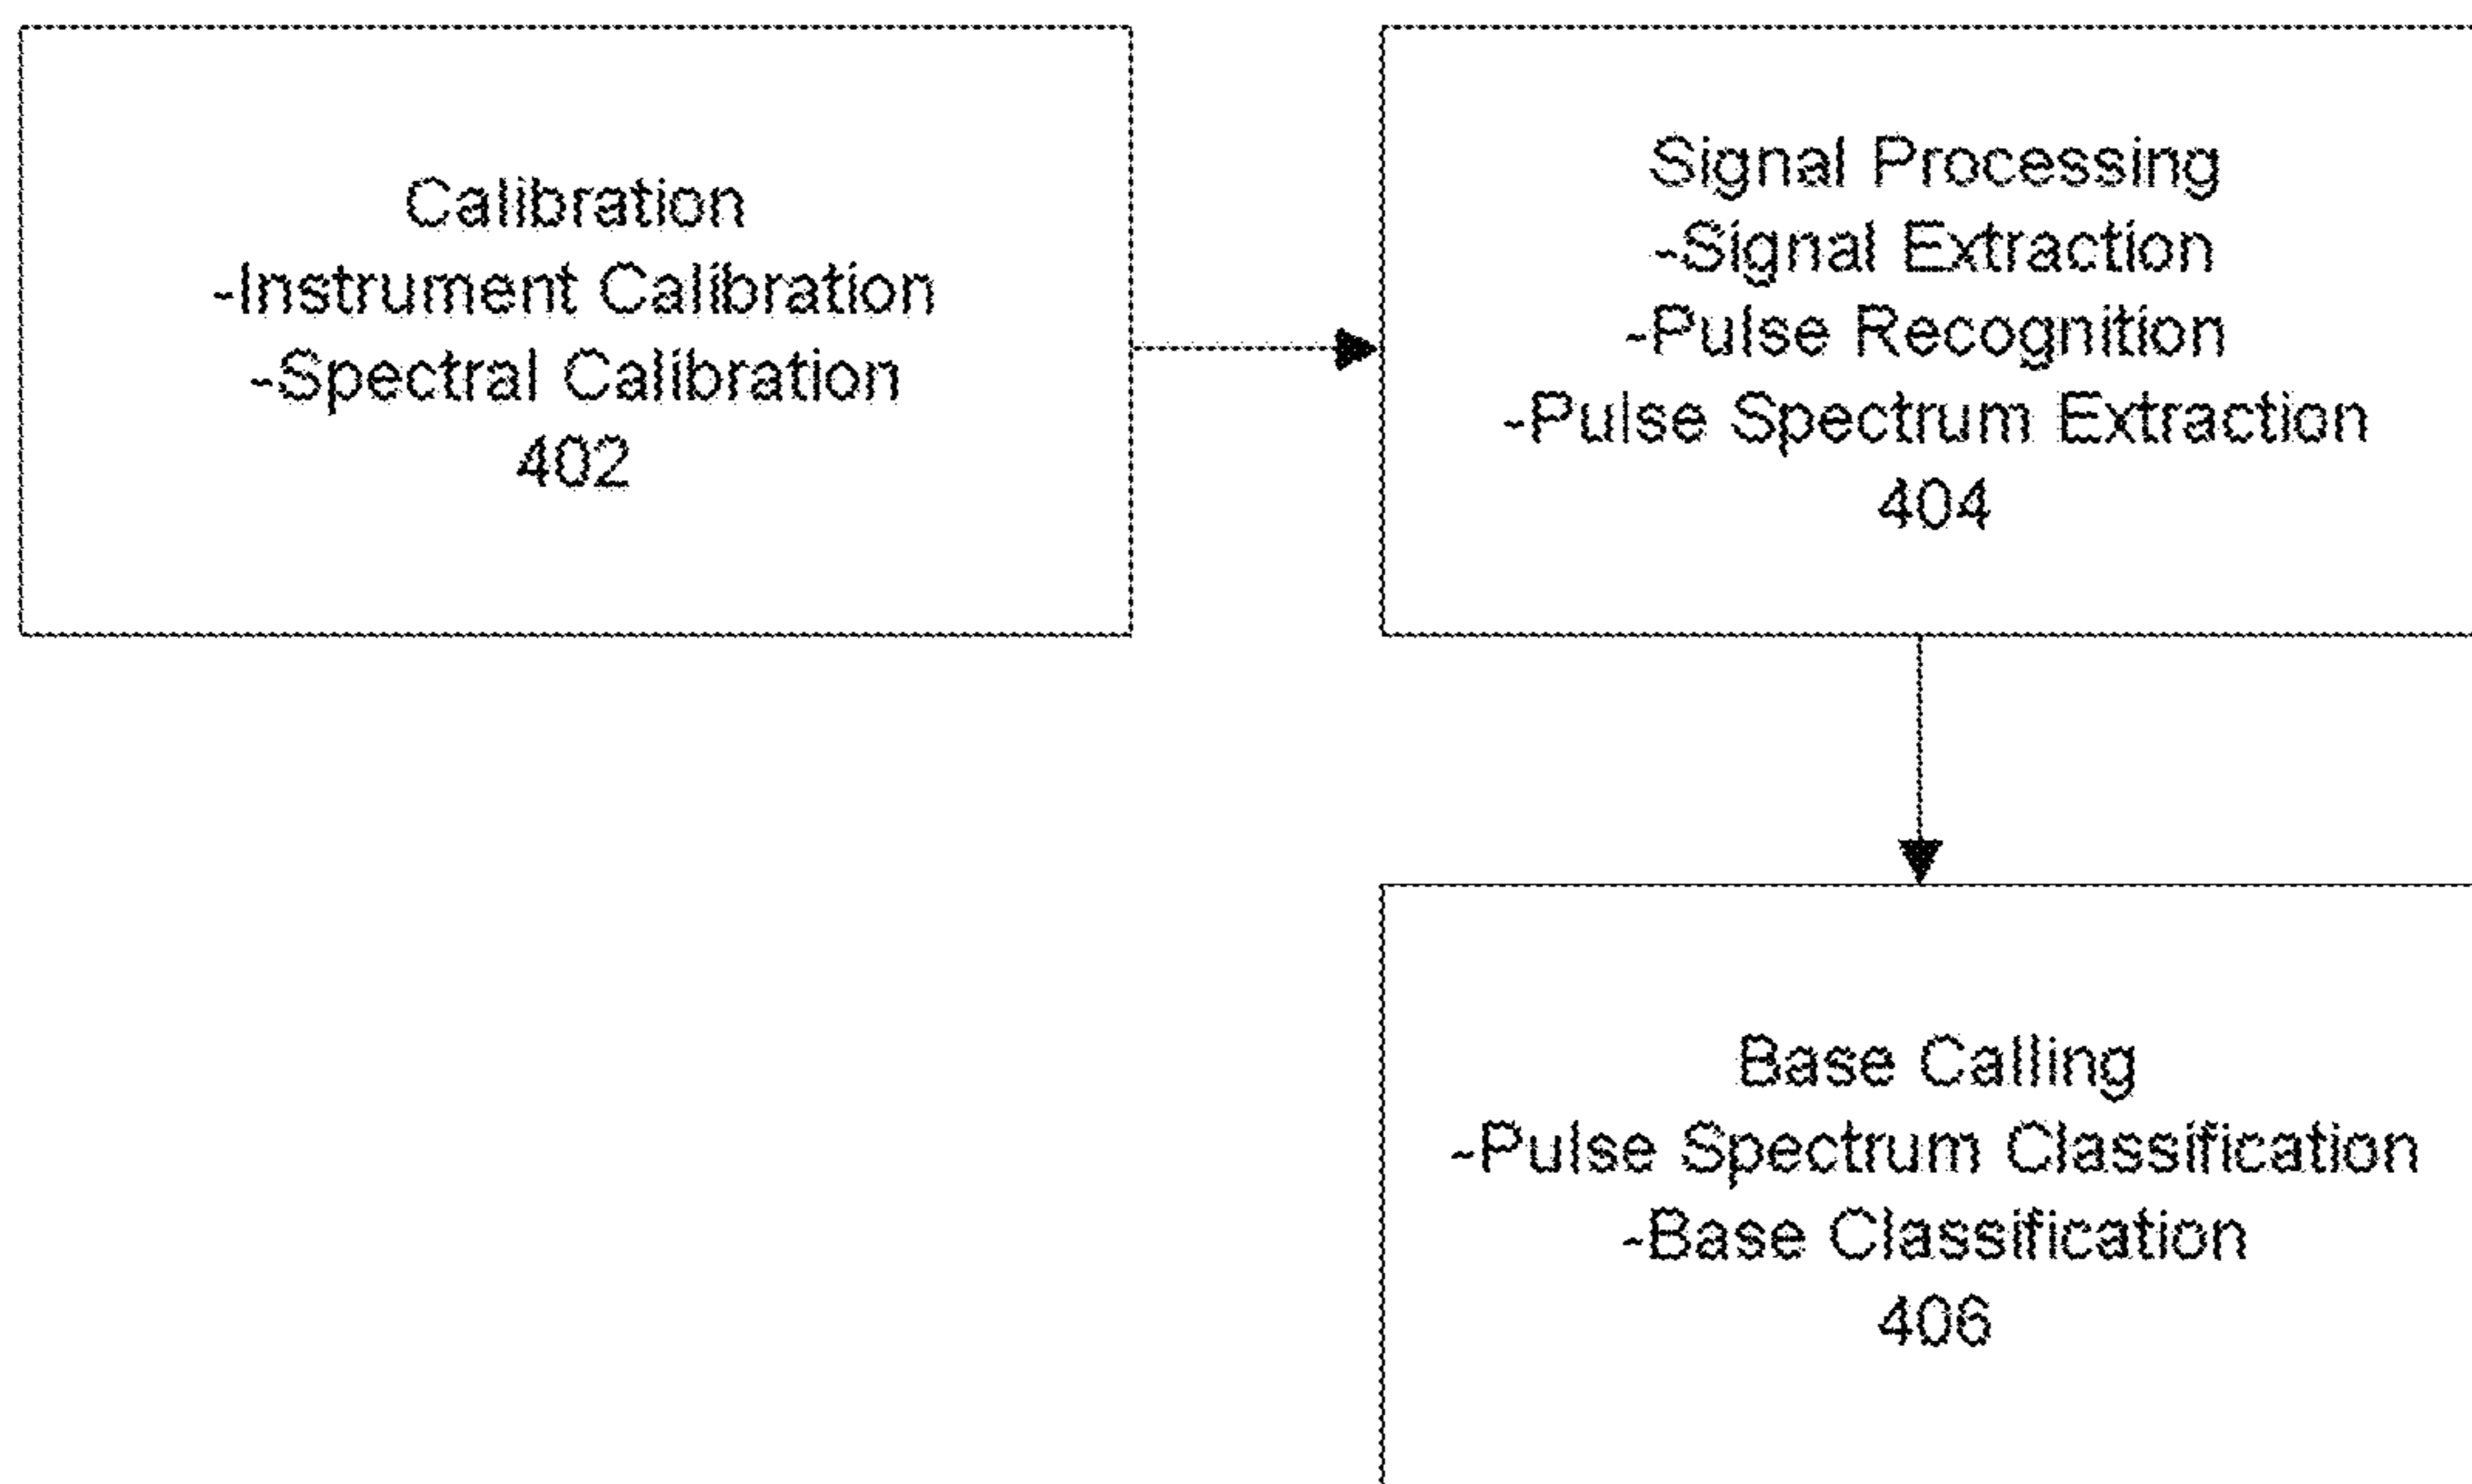 Calibration
-Instrument Calibration
-Spectral Calibration
402
Signal Processing
-Signal Extraction
-Pulse Recognition
-Pulse Spectrum Extraction
404
Base Calling
-Pulse Spectrum Classification
-Base Classification
406